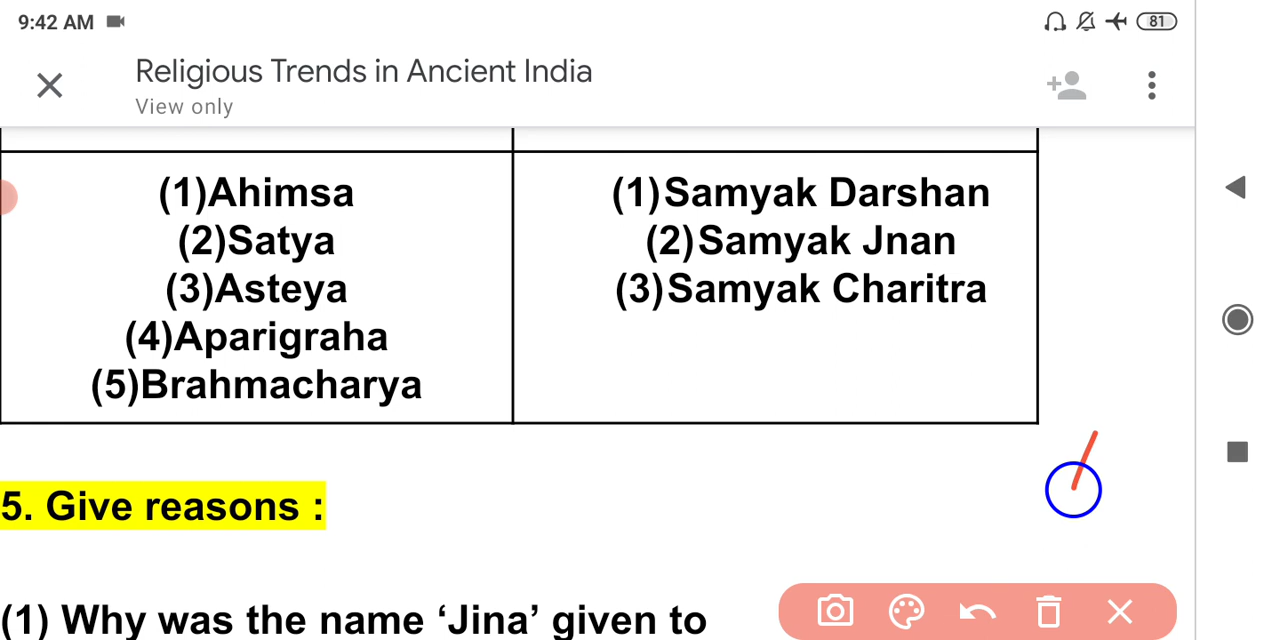 9:42 AM
81
Religious Trends in Ancient India
View only
(1)Ahimsa
(2)Satya
(3)Asteya
(4)Aparigraha
(5)Brahmacharya
(1)Samyak Darshan
(2)Samyak Jnan
(3)Samyak Charitra
5. Give reasons :
(1) Why was the name ‘Jina’ given to